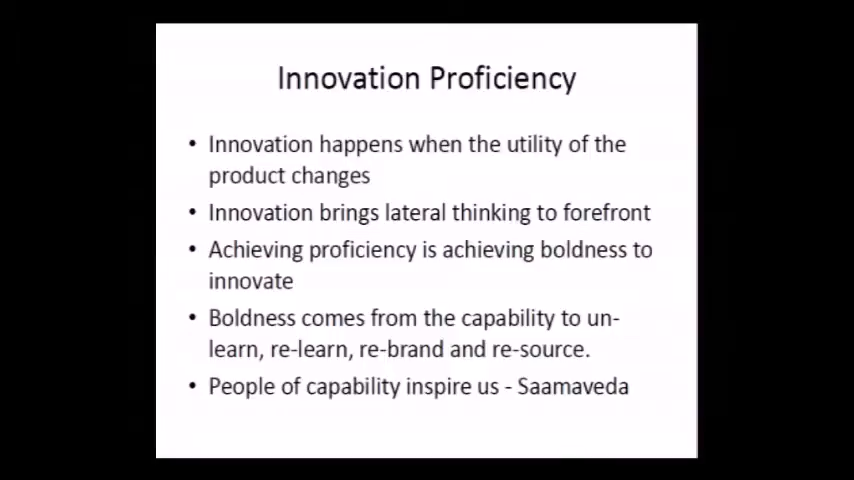 Innovation Proficiency
• Innovation happens when the utility of the
product changes
• Innovation brings lateral thinking to forefront
• Achieving proficiency is achieving boldness to
innovate
• Boldness comes from the capability to un-
learn, re-learn, re-brand and re-source.
• People of capability inspire us - Saamaveda